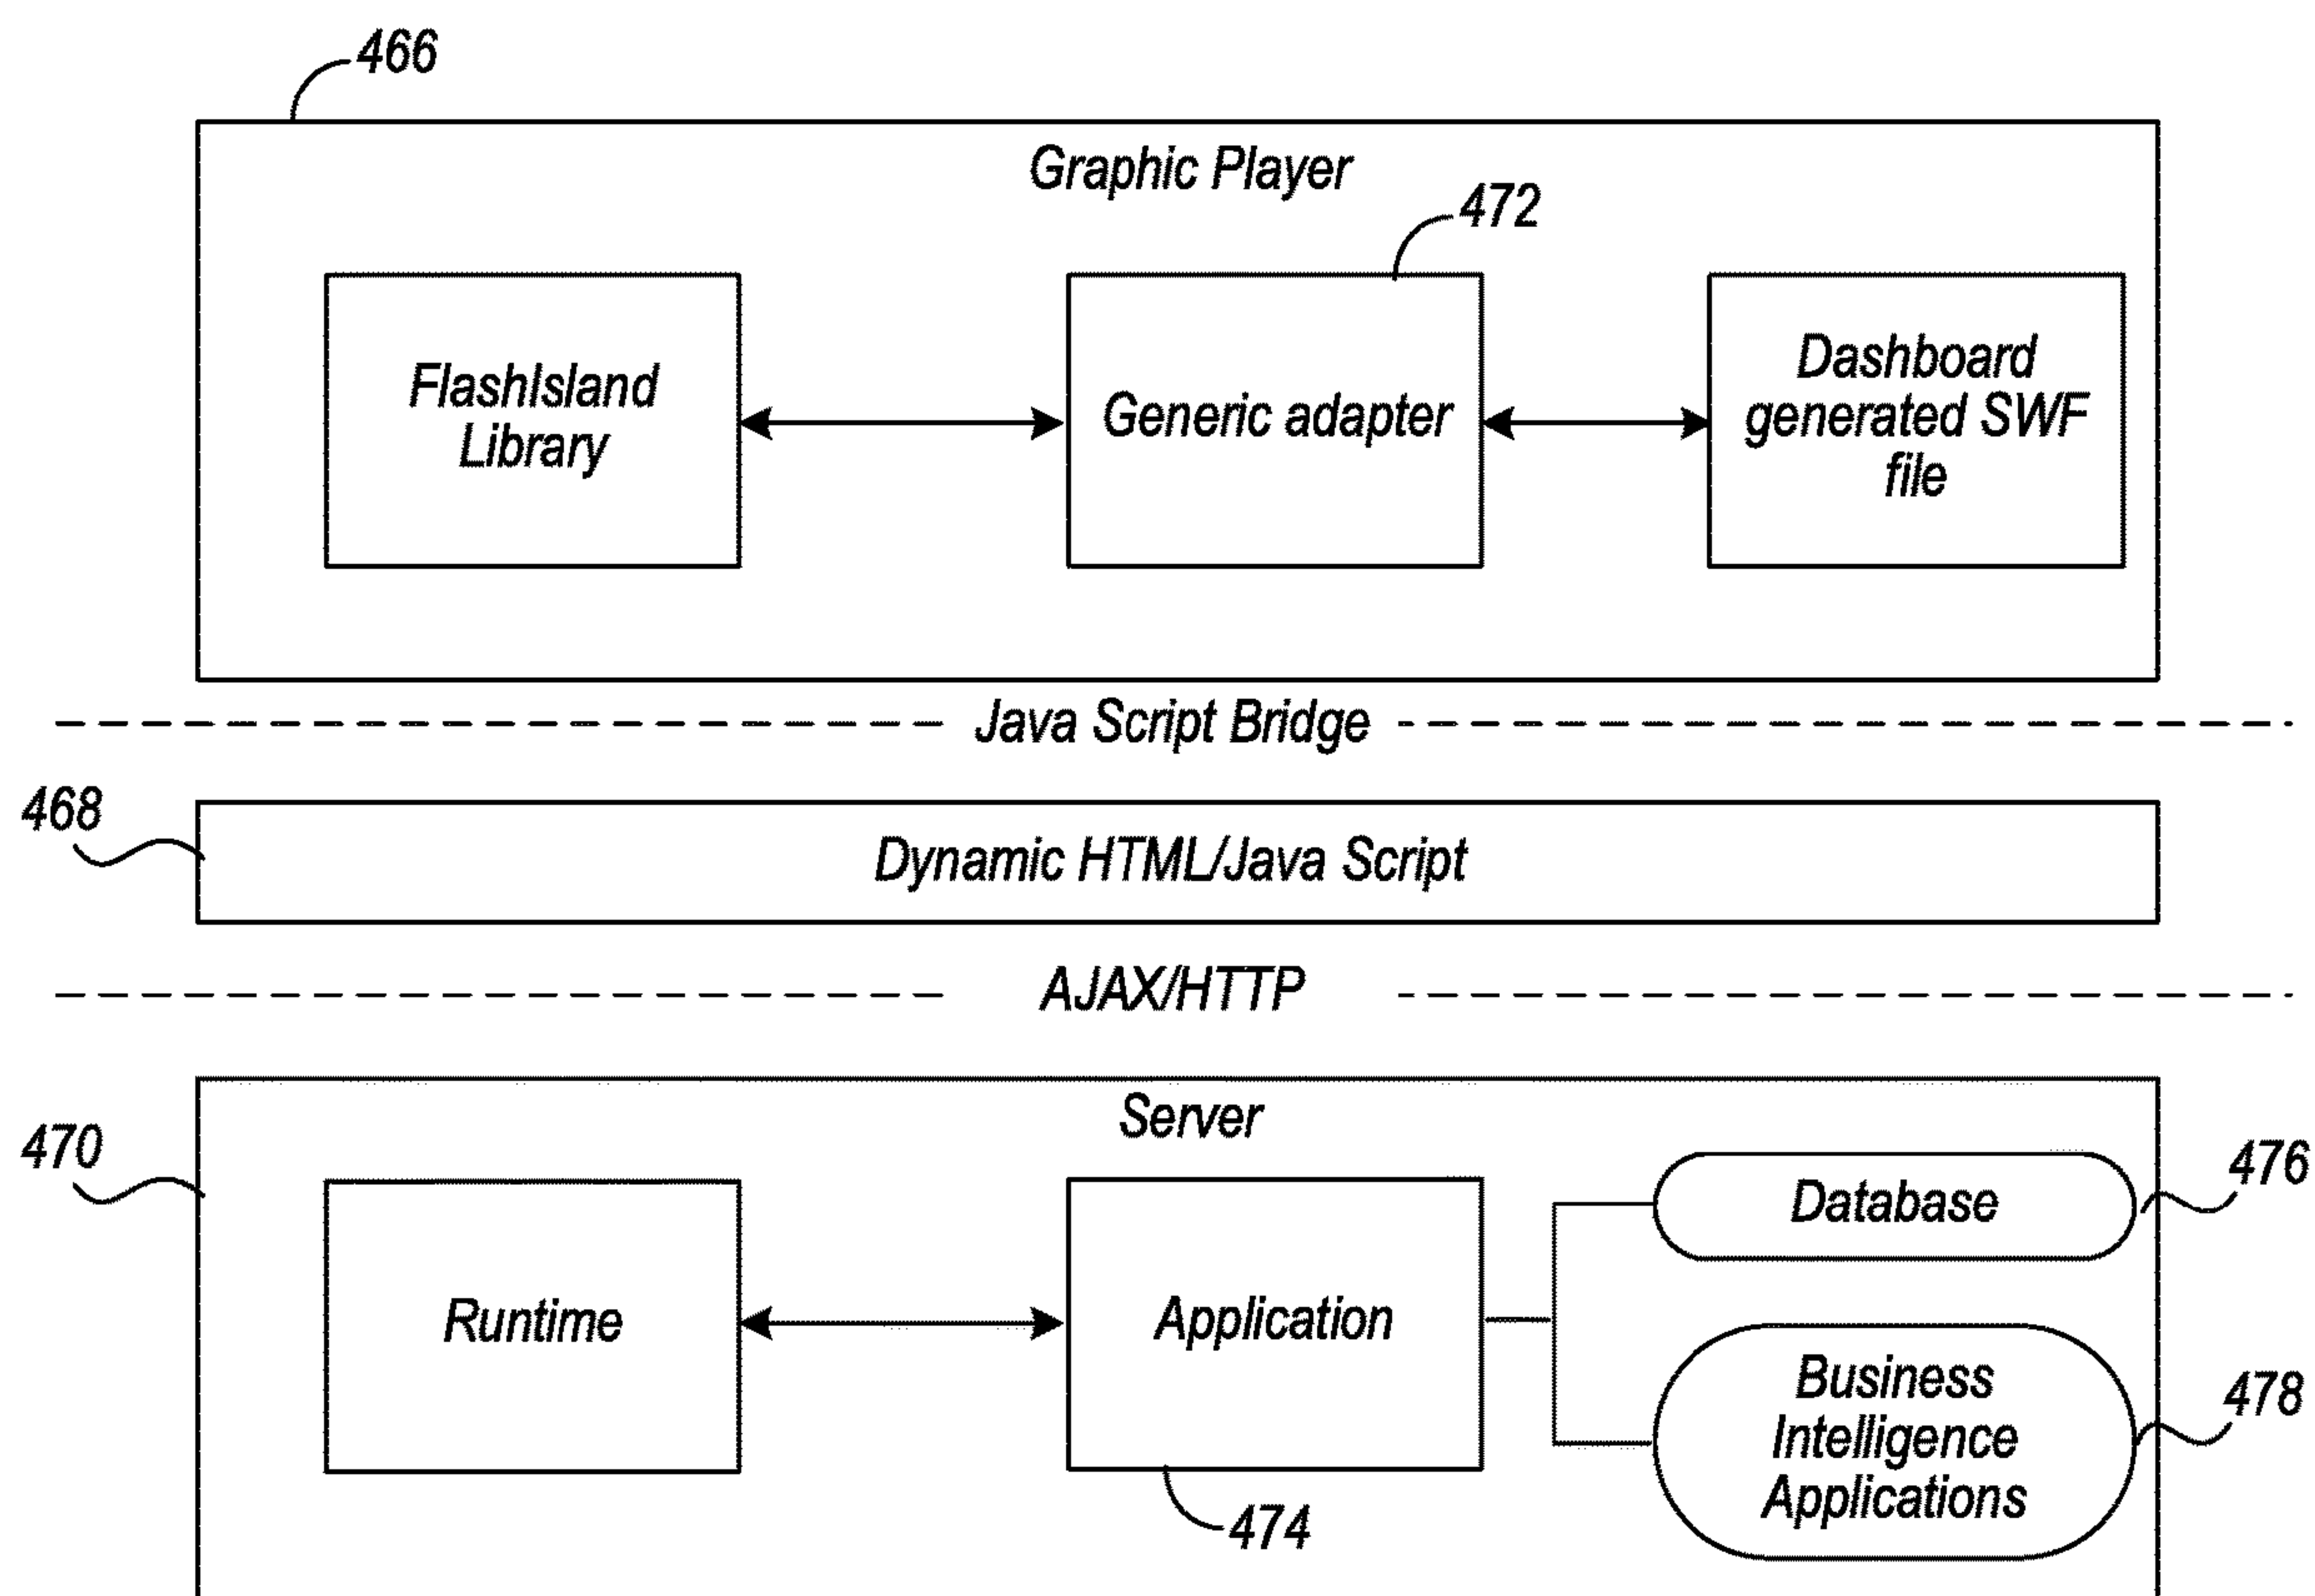 466
Graphic Player
472
FlashIsland
Library
Generic adapter
Dashboard
generated SWF
file
Java Script Bridge
468
Dynamic HTML/Java Script
AJAX/HTTP
Server
470
476
Database
Runtime
Application
Business
Intelligence
Applications
478
474